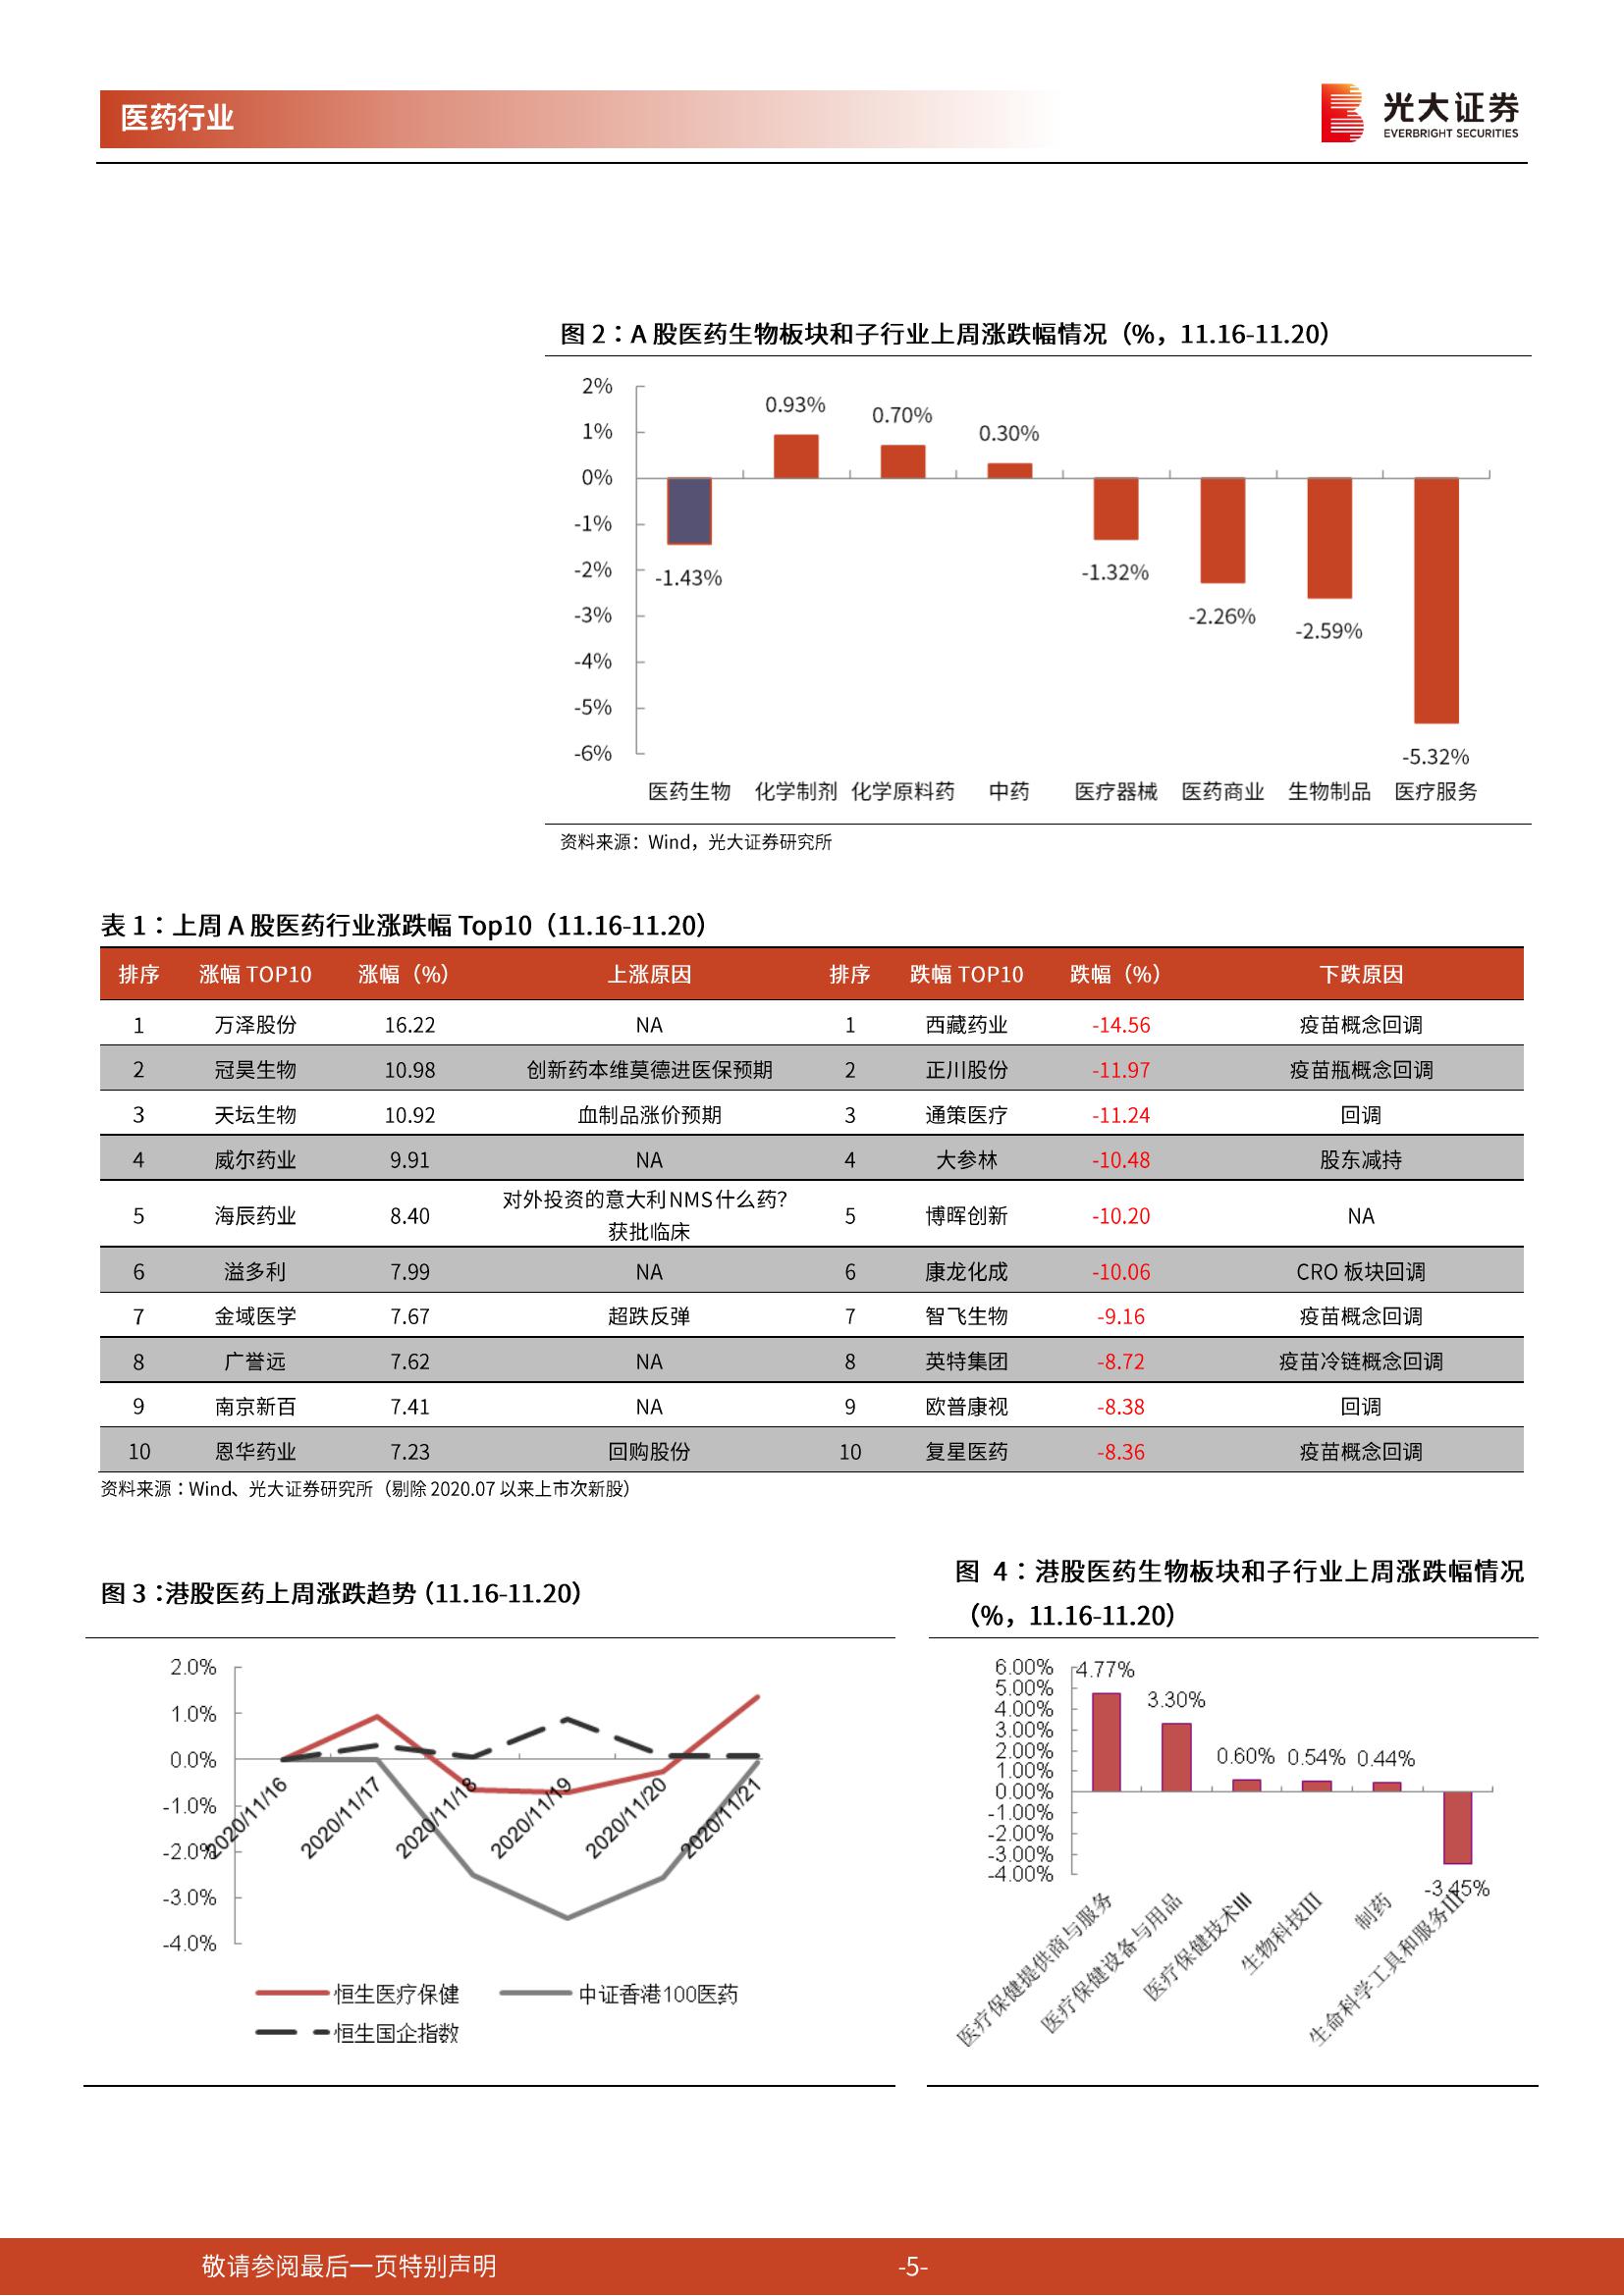 医药行业
光大证券
EVERBRIGHT SECURITIES
图 2：A 股医药生物板块和子行业上周涨跌幅情况（%，11.16-11.20）
2%
1%
0%
-1%
-2%
-3%
-4%
-5%
-6%
-1.43%
0.93%
0.70%
0.30%
-1.32%
-2.26%
-2.59%
-5.32%
医药生物 化学制剂 化学原料药 中药 医疗器械 医药商业 生物制品 医疗服务
资料来源：Wind，光大证券研究所
表 1：上周 A 股医药行业涨跌幅 Top10（11.16-11.20）
排序 涨幅 TOP10 涨幅（%） 上涨原因 排序 跌幅 TOP10 跌幅（%） 下跌原因
1 万泽股份 16.22 NA 1 西藏药业 -14.56 疫苗概念回调
2 冠昊生物 10.98 创新药本维莫德进医保预期 2 正川股份 -11.97 疫苗瓶概念回调
3 天坛生物 10.92 血制品涨价预期 3 通策医疗 -11.24 回调
4 威尔药业 9.91 NA 4 大参林 -10.48 股东减持
5 海辰药业 8.40 对外投资的意大利NMS什么药？获批临床 5 博晖创新 -10.20 NA
6 溢多利 7.99 NA 6 康龙化成 -10.06 CRO 板块回调
7 金域医学 7.67 超跌反弹 7 智飞生物 -9.16 疫苗概念回调
8 广誉远 7.62 NA 8 英特集团 -8.72 疫苗冷链概念回调
9 南京新百 7.41 NA 9 欧普康视 -8.38 回调
10 恩华药业 7.23 回购股份 10 复星医药 -8.36 疫苗概念回调
资料来源：Wind、光大证券研究所（剔除 2020.07 以来上市次新股）
图 3：港股医药上周涨跌趋势（11.16-11.20）
2.0%
1.0%
0.0%
-1.0%
-2.0%
-3.0%
-4.0%
2020/11/16
2020/11/17
2020/11/18
2020/11/19
2020/11/20
2020/11/21
恒生医疗保健 中证香港100医药
恒生国企指数
图 4：港股医药生物板块和子行业上周涨跌幅情况
（%，11.16-11.20）
6.00%
5.00%
4.00%
3.00%
2.00%
1.00%
0.00%
-1.00%
-2.00%
-3.00%
-4.00%
4.77%
3.30%
0.60%
0.54%
0.44%
-3.45%
医疗保健提供商与服务
医疗保健设备与用品
医疗保健技术III
生物科技III
制药
生命科学工具和服务III
敬请参阅最后一页特别声明
-5-